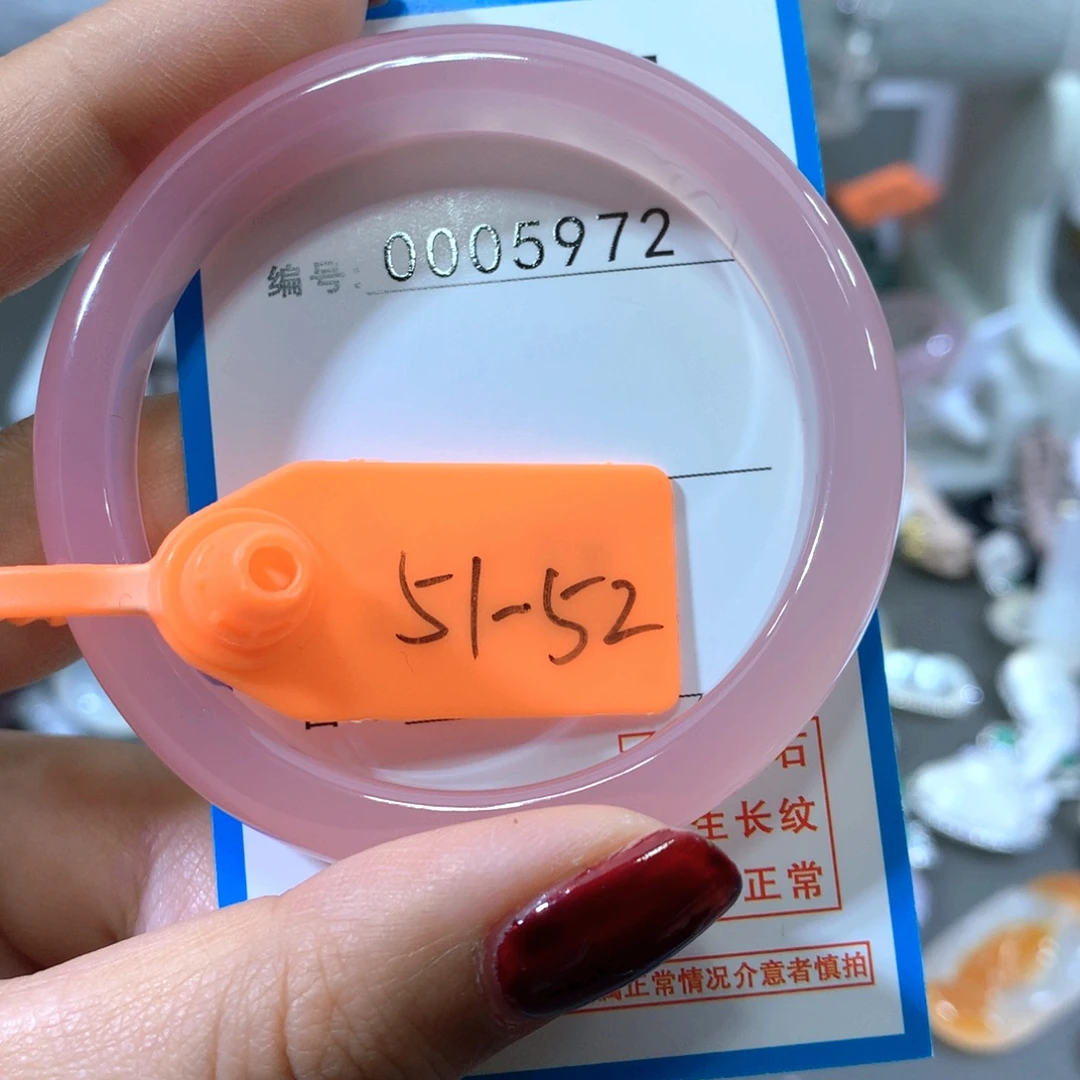 编号: 0005972
51-52
石
生长纹
正常
属正常情况介意者慎拍